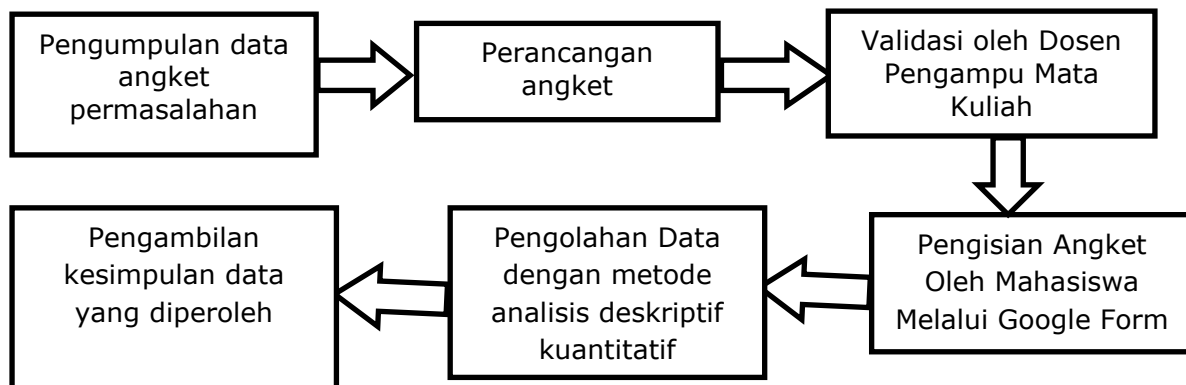 Pengumpulan data
angket
permasalahan
Perancangan
angket
Validasi oleh Dosen
Pengampu Mata
Kuliah
Pengisian Angket
Oleh Mahasiswa
Melalui Google Form
Pengolahan Data
dengan metode
analisis deskriptif
kuantitatif
Pengambilan
kesimpulan data
yang diperoleh